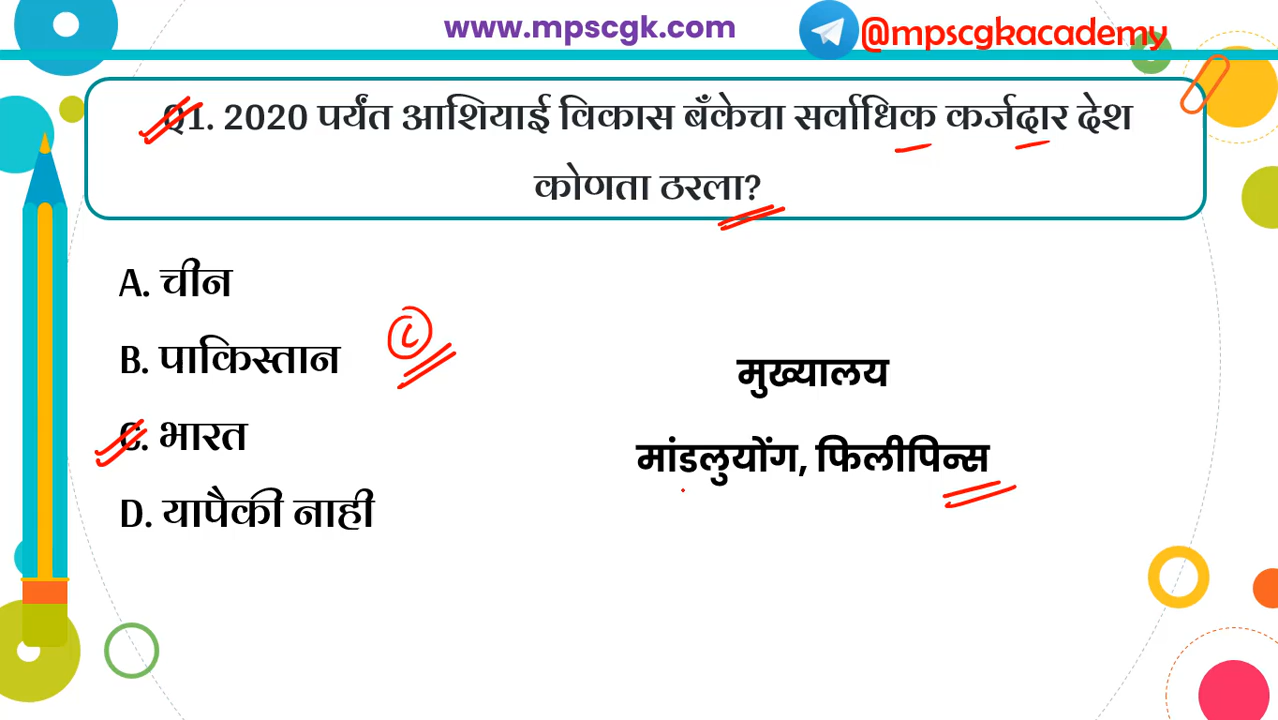 www.mpscgk.com
@mpscgkacademy
Q1. 2020 पर्यंत आशियाई विकास बँकेचा सर्वाधिक कर्जदार देश
कोणता ठरला?
A. चीन
B. पाकिस्तान
C
C. भारत
D. यापैकी नाही
मुख्यालय
मांडलुयोंग, फिलीपिन्स